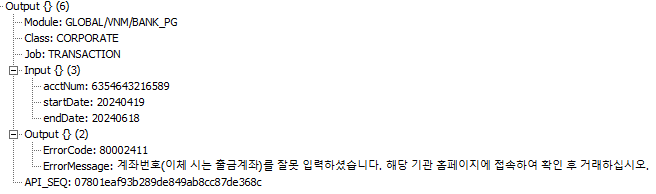 Output {} (6)
Module: GLOBAL/VNM/BANK_PG
Class: CORPORATE
Job: TRANSACTION
Input {} (3)
acctNum: 6354643216589
startDate: 20240419
endDate: 20240618
Output {} (2)
ErrorCode: 80002411
ErrorMessage: 계좌번호(이체 시는 출금계좌)를 잘못 입력하셨습니다. 해당 기관 홈페이지에 접속하여 확인 후 거래하십시오.
API_SEQ: 07801eaf93b289de849ab8cc87de368c